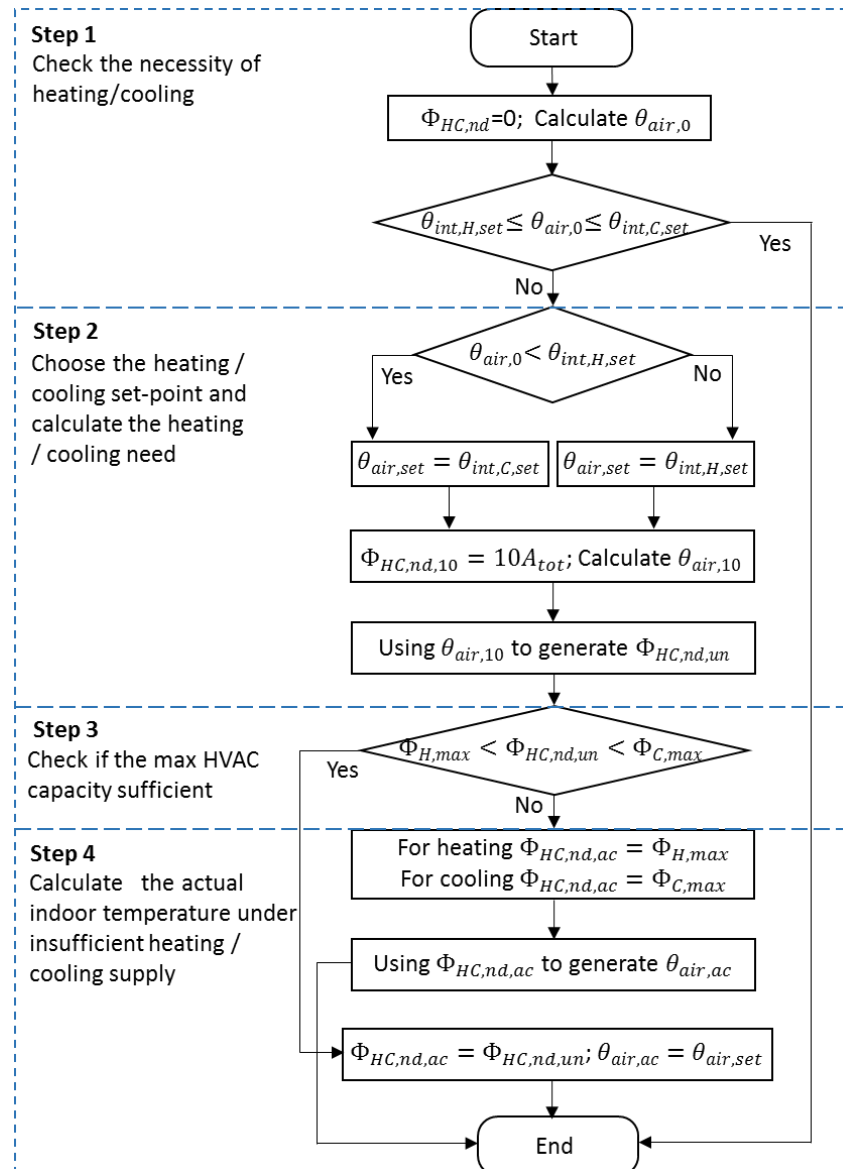 Step 1
Check the necessity of
heating/cooling
Start
Φ_{HC,nd}=0; Calculate θ_{air,0}
θ_{int,H,set} ≤ θ_{air,0} ≤ θ_{int,C,set}
Yes
No
Step 2
Choose the heating /
cooling set-point and
calculate the heating
/ cooling need
θ_{air,0} < θ_{int,H,set}
Yes
No
θ_{air,set} = θ_{int,C,set}
θ_{air,set} = θ_{int,H,set}
Φ_{HC,nd,10} = 10A_{tot}; Calculate θ_{air,10}
Using θ_{air,10} to generate Φ_{HC,nd,un}
Step 3
Check if the max HVAC
capacity sufficient
Φ_{H,max} < Φ_{HC,nd,un} < Φ_{C,max}
Yes
No
Step 4
Calculate the actual
indoor temperature under
insufficient heating /
cooling supply
For heating Φ_{HC,nd,ac} = Φ_{H,max}
For cooling Φ_{HC,nd,ac} = Φ_{C,max}
Using Φ_{HC,nd,ac} to generate θ_{air,ac}
Φ_{HC,nd,ac} = Φ_{HC,nd,un}; θ_{air,ac} = θ_{air,set}
End